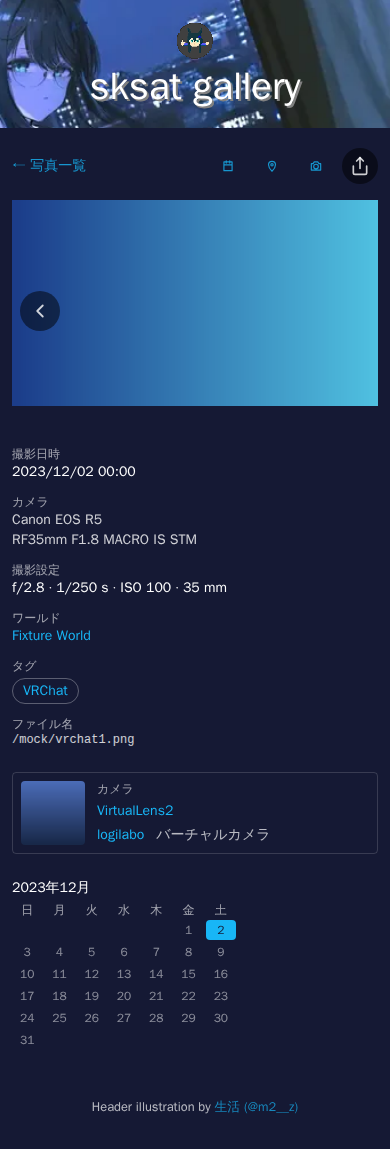 sksat gallery
← 写真一覧
撮影日時
2023/12/02 00:00
カメラ
Canon EOS R5
RF35mm F1.8 MACRO IS STM
撮影設定
f/2.8 · 1/250 s · ISO 100 · 35 mm
ワールド
Fixture World
タグ
VRChat
ファイル名
/mock/vrchat1.png
カメラ
VirtualLens2
logilabo バーチャルカメラ
2023年12月
日 月 火 水 木 金 土
1 2
3 4 5 6 7 8 9
10 11 12 13 14 15 16
17 18 19 20 21 22 23
24 25 26 27 28 29 30
31
Header illustration by 生活 (@m2__z)